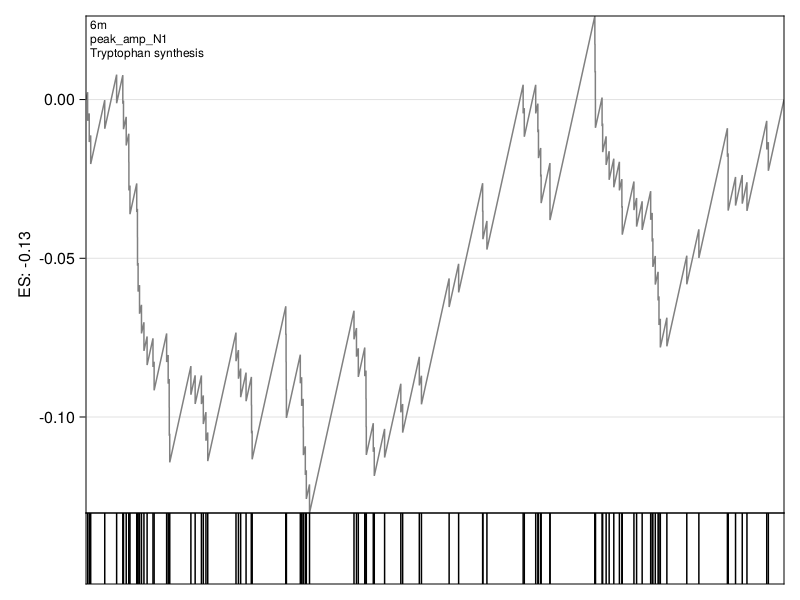 6m
peak_amp_N1
Tryptophan synthesis
0.00
-0.05
-0.10
ES: -0.13